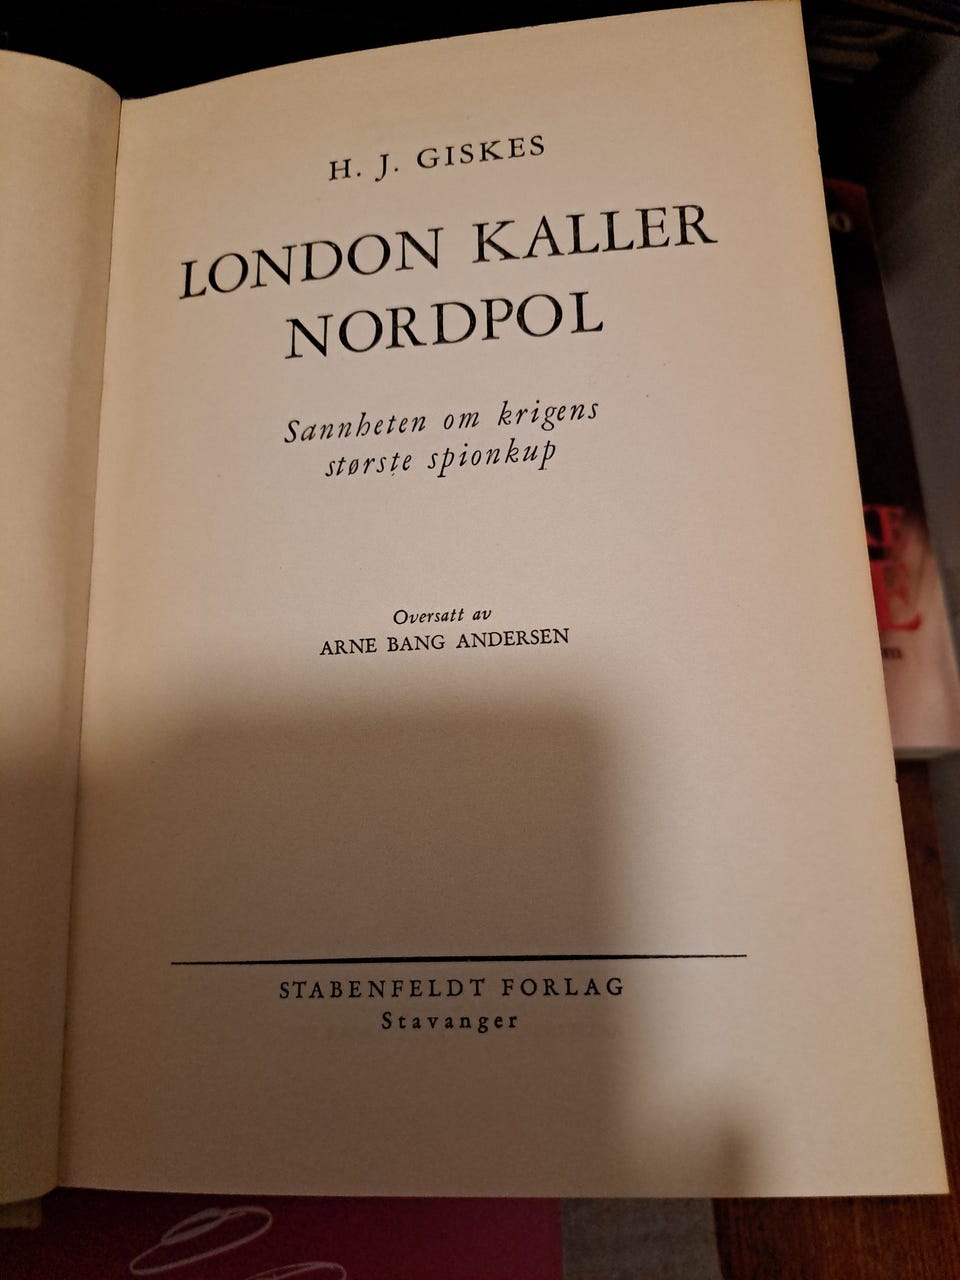 H. J. GISKES
LONDON KALLER
NORDPOL
Sannheten om krigens
største spionkup
Oversatt av
ARNE BANG ANDERSEN
STABENFELDT FORLAG
Stavanger